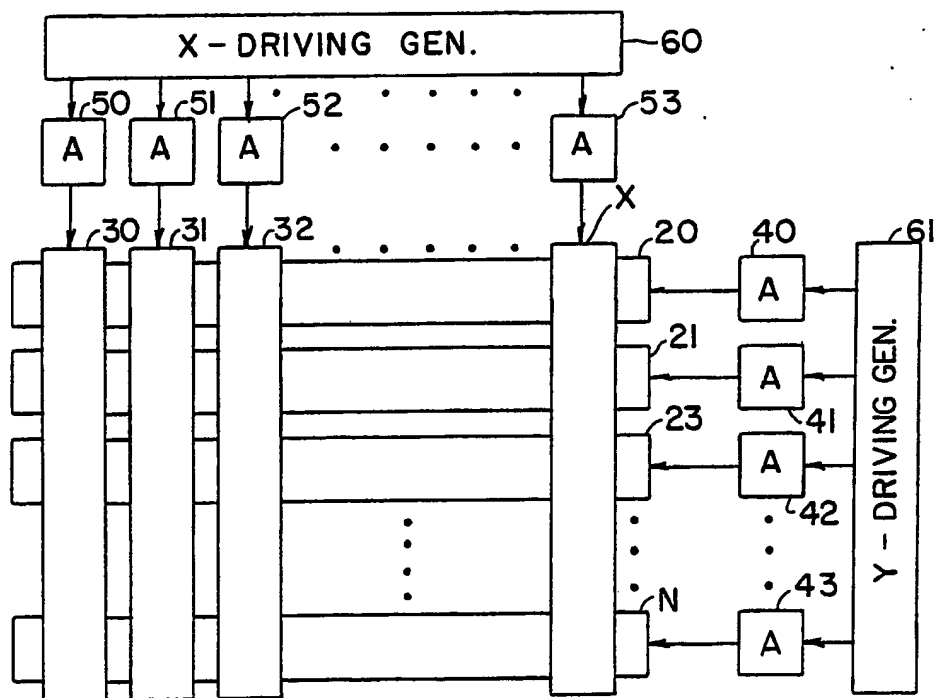 X - DRIVING GEN. 60
50 51 52 53
A A A A
30 31 32 X 20 40 61
A
21
A
23 41
A
42
Y - DRIVING GEN.
N 43
A